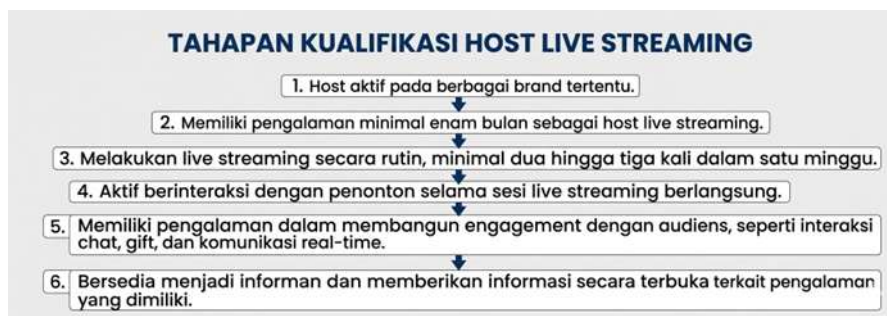 TAHAPAN KUALIFIKASI HOST LIVE STREAMING
1. Host aktif pada berbagai brand tertentu.
2. Memiliki pengalaman minimal enam bulan sebagai host live streaming.
3. Melakukan live streaming secara rutin, minimal dua hingga tiga kali dalam satu minggu.
4. Aktif berinteraksi dengan penonton selama sesi live streaming berlangsung.
5. Memiliki pengalaman dalam membangun engagement dengan audiens, seperti interaksi
chat, gift, dan komunikasi real-time.
6. Bersedia menjadi informan dan memberikan informasi secara terbuka terkait pengalaman
yang dimiliki.